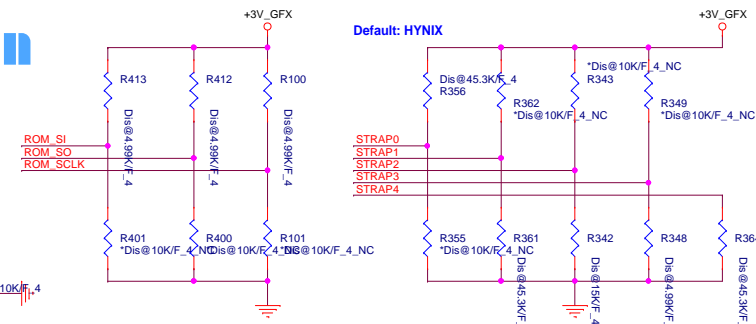 +3V_GFX
+3V_GFX
Default: HYNIX
R413
R412
R100
Dis@4.99K/F_4
Dis@4.99K/F_4
Dis@4.99K/F_4
Dis@45.3K/F_4
R356
R362
*Dis@10K/F_4_NC
*Dis@10K/F_4_NC
R343
R349
*Dis@10K/F_4_NC
ROM_SI
ROM_SO
ROM_SCLK
STRAP0
STRAP1
STRAP2
STRAP3
STRAP4
R401
*Dis@10K/F_4_NC
R400
*Dis@10K/F_4_NC
R101
*Dis@10K/F_4_NC
R355
*Dis@10K/F_4_NC
R361
Dis@45.3K/F_
R342
Dis@15K/F_4
R348
Dis@4.99K/F_4
R36
Dis@45.3K/F_
10K/F_4